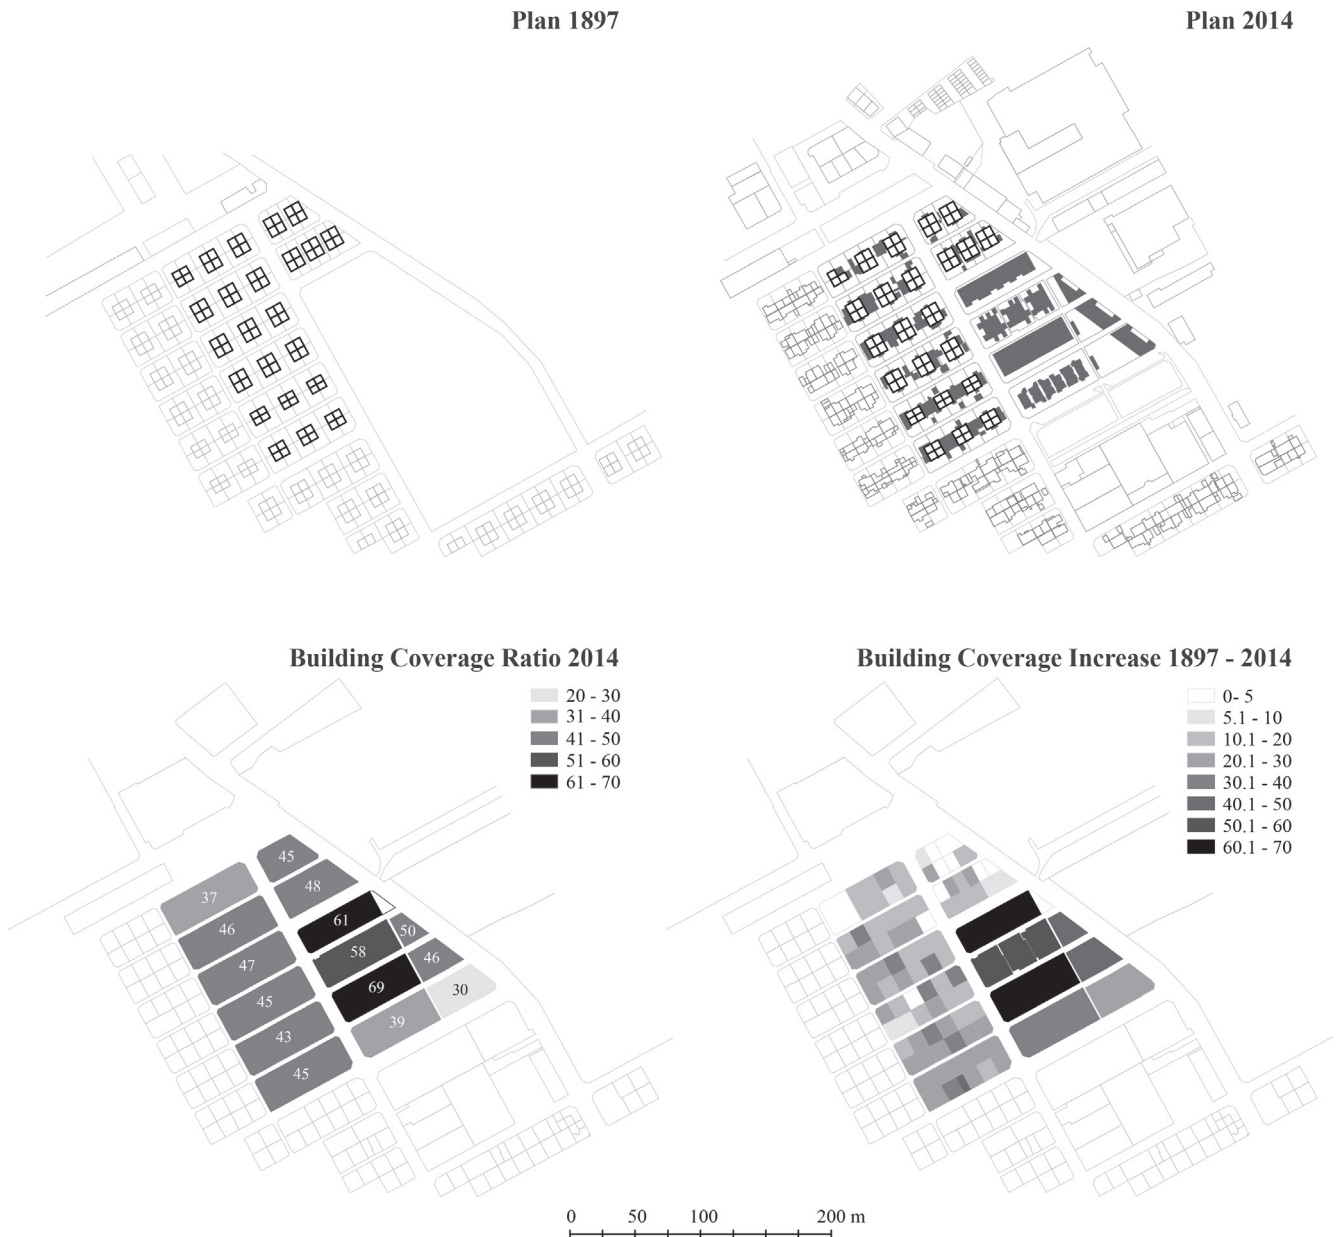 Plan 1897
Plan 2014
Building Coverage Ratio 2014
20 - 30
31 - 40
41 - 50
51 - 60
61 - 70
45
48
37
61
50
46
58
46
47
69
30
45
39
43
45
Building Coverage Increase 1897 - 2014
0- 5
5.1 - 10
10.1 - 20
20.1 - 30
30.1 - 40
40.1 - 50
50.1 - 60
60.1 - 70
0 50 100 200 m